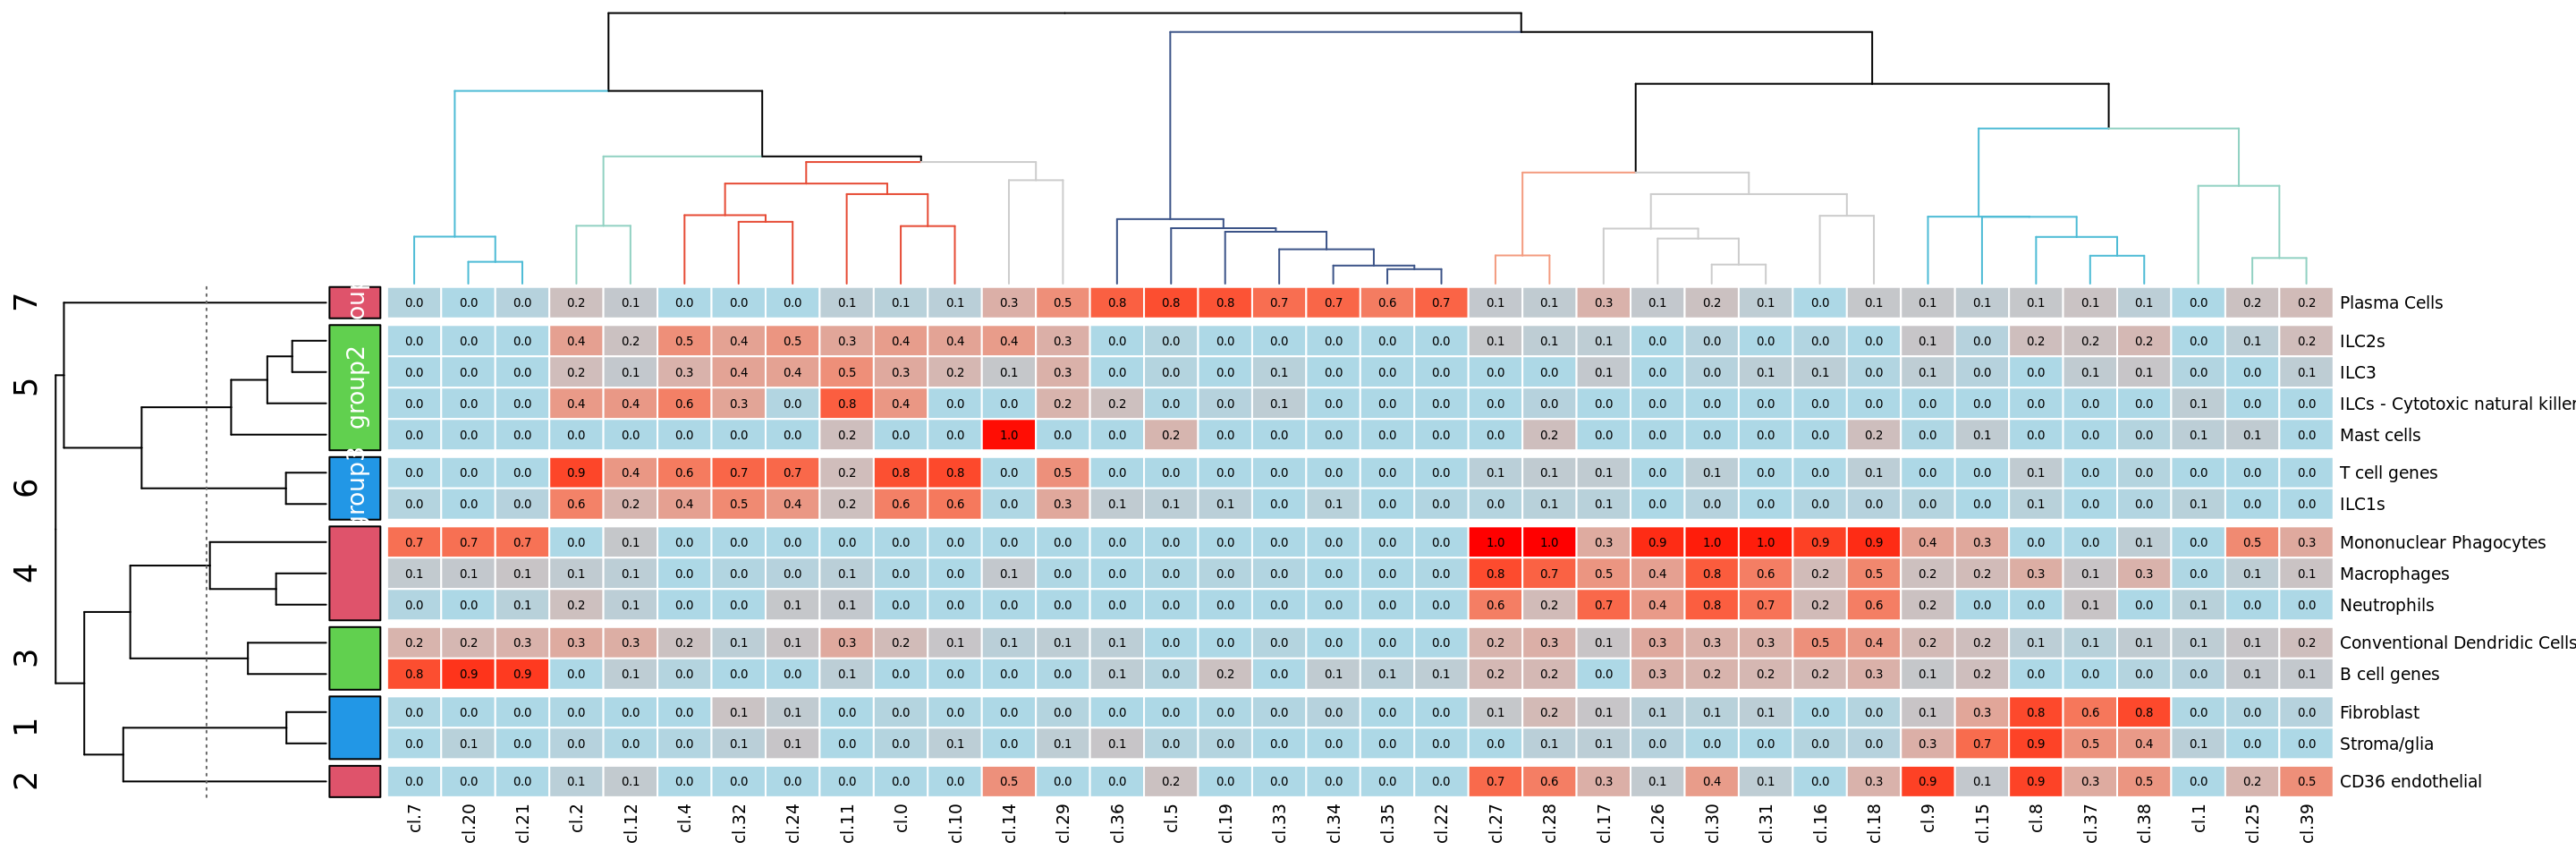 7 0.0 0.0 0.0 0.2 0.1 0.0 0.0 0.0 0.1 0.1 0.1 0.3 0.5 0.8 0.8 0.8 0.7 0.7 0.6 0.7 0.1 0.1 0.3 0.1 0.2 0.1 0.0 0.1 0.1 0.1 0.1 0.1 0.1 0.0 0.2 0.2 Plasma Cells
0.0 0.0 0.0 0.4 0.2 0.5 0.4 0.5 0.3 0.4 0.4 0.4 0.3 0.0 0.0 0.0 0.0 0.0 0.0 0.0 0.1 0.1 0.1 0.0 0.0 0.0 0.0 0.0 0.1 0.0 0.2 0.2 0.2 0.0 0.1 0.2 ILC2s
5 group2 0.0 0.0 0.0 0.2 0.1 0.3 0.4 0.4 0.5 0.3 0.2 0.1 0.3 0.0 0.0 0.0 0.1 0.0 0.0 0.0 0.0 0.0 0.1 0.0 0.0 0.1 0.1 0.0 0.1 0.0 0.0 0.1 0.1 0.0 0.0 0.1 ILC3
0.0 0.0 0.0 0.4 0.4 0.6 0.3 0.0 0.8 0.4 0.0 0.0 0.2 0.2 0.0 0.0 0.1 0.0 0.0 0.0 0.0 0.0 0.0 0.0 0.0 0.0 0.0 0.0 0.0 0.0 0.0 0.0 0.0 0.1 0.0 0.0 ILCs - Cytotoxic natural killer
0.0 0.0 0.0 0.0 0.0 0.0 0.0 0.0 0.2 0.0 0.0 1.0 0.0 0.0 0.2 0.0 0.0 0.0 0.0 0.0 0.0 0.2 0.0 0.0 0.0 0.0 0.0 0.2 0.0 0.1 0.0 0.0 0.0 0.1 0.1 0.0 Mast cells
6 0.0 0.0 0.0 0.9 0.4 0.6 0.7 0.7 0.2 0.8 0.8 0.0 0.5 0.0 0.0 0.0 0.0 0.0 0.0 0.0 0.1 0.1 0.1 0.0 0.1 0.0 0.0 0.1 0.0 0.0 0.1 0.0 0.0 0.0 0.0 0.0 T cell genes
0.0 0.0 0.0 0.6 0.2 0.4 0.5 0.4 0.2 0.6 0.6 0.0 0.3 0.1 0.1 0.1 0.0 0.1 0.0 0.0 0.0 0.1 0.1 0.0 0.0 0.0 0.0 0.0 0.0 0.0 0.1 0.0 0.0 0.1 0.0 0.0 ILC1s
0.7 0.7 0.7 0.0 0.1 0.0 0.0 0.0 0.0 0.0 0.0 0.0 0.0 0.0 0.0 0.0 0.0 0.0 0.0 0.0 1.0 1.0 0.3 0.9 1.0 1.0 0.9 0.9 0.4 0.3 0.0 0.0 0.1 0.0 0.5 0.3 Mononuclear Phagocytes
4 0.1 0.1 0.1 0.1 0.1 0.0 0.0 0.0 0.1 0.0 0.0 0.1 0.0 0.0 0.0 0.0 0.0 0.0 0.0 0.0 0.8 0.7 0.5 0.4 0.8 0.6 0.2 0.5 0.2 0.2 0.3 0.1 0.3 0.0 0.1 0.1 Macrophages
0.0 0.0 0.1 0.2 0.1 0.0 0.0 0.1 0.1 0.0 0.0 0.0 0.0 0.0 0.0 0.0 0.0 0.0 0.0 0.0 0.6 0.2 0.7 0.4 0.8 0.7 0.2 0.6 0.2 0.0 0.0 0.1 0.0 0.1 0.0 0.0 Neutrophils
3 0.2 0.2 0.3 0.3 0.3 0.2 0.1 0.1 0.3 0.2 0.1 0.1 0.1 0.1 0.0 0.0 0.0 0.0 0.0 0.0 0.2 0.3 0.1 0.3 0.3 0.3 0.5 0.4 0.2 0.2 0.1 0.1 0.1 0.1 0.1 0.2 Conventional Dendridic Cells
0.8 0.9 0.9 0.0 0.1 0.0 0.0 0.0 0.1 0.0 0.0 0.0 0.0 0.1 0.0 0.2 0.0 0.1 0.1 0.1 0.2 0.2 0.0 0.3 0.2 0.2 0.2 0.3 0.1 0.2 0.0 0.0 0.0 0.0 0.1 0.1 B cell genes
1 0.0 0.0 0.0 0.0 0.0 0.0 0.1 0.1 0.0 0.0 0.0 0.0 0.0 0.0 0.0 0.0 0.0 0.0 0.0 0.0 0.1 0.2 0.1 0.1 0.1 0.1 0.0 0.0 0.1 0.3 0.8 0.6 0.8 0.0 0.0 0.0 Fibroblast
0.0 0.1 0.0 0.0 0.0 0.0 0.1 0.1 0.0 0.0 0.1 0.0 0.1 0.1 0.0 0.0 0.0 0.0 0.0 0.0 0.0 0.1 0.1 0.0 0.0 0.0 0.0 0.0 0.3 0.7 0.9 0.5 0.4 0.1 0.0 0.0 Stroma/glia
2 0.0 0.0 0.0 0.1 0.1 0.0 0.0 0.0 0.0 0.0 0.0 0.5 0.0 0.0 0.2 0.0 0.0 0.0 0.0 0.0 0.7 0.6 0.3 0.1 0.4 0.1 0.0 0.3 0.9 0.1 0.9 0.3 0.5 0.0 0.2 0.5 CD36 endothelial
cl.7 cl.20 cl.21 cl.2 cl.12 cl.4 cl.32 cl.24 cl.11 cl.0 cl.10 cl.14 cl.29 cl.36 cl.5 cl.19 cl.33 cl.34 cl.35 cl.22 cl.27 cl.28 cl.17 cl.26 cl.30 cl.31 cl.16 cl.18 cl.9 cl.15 cl.8 cl.37 cl.38 cl.1 cl.25 cl.39